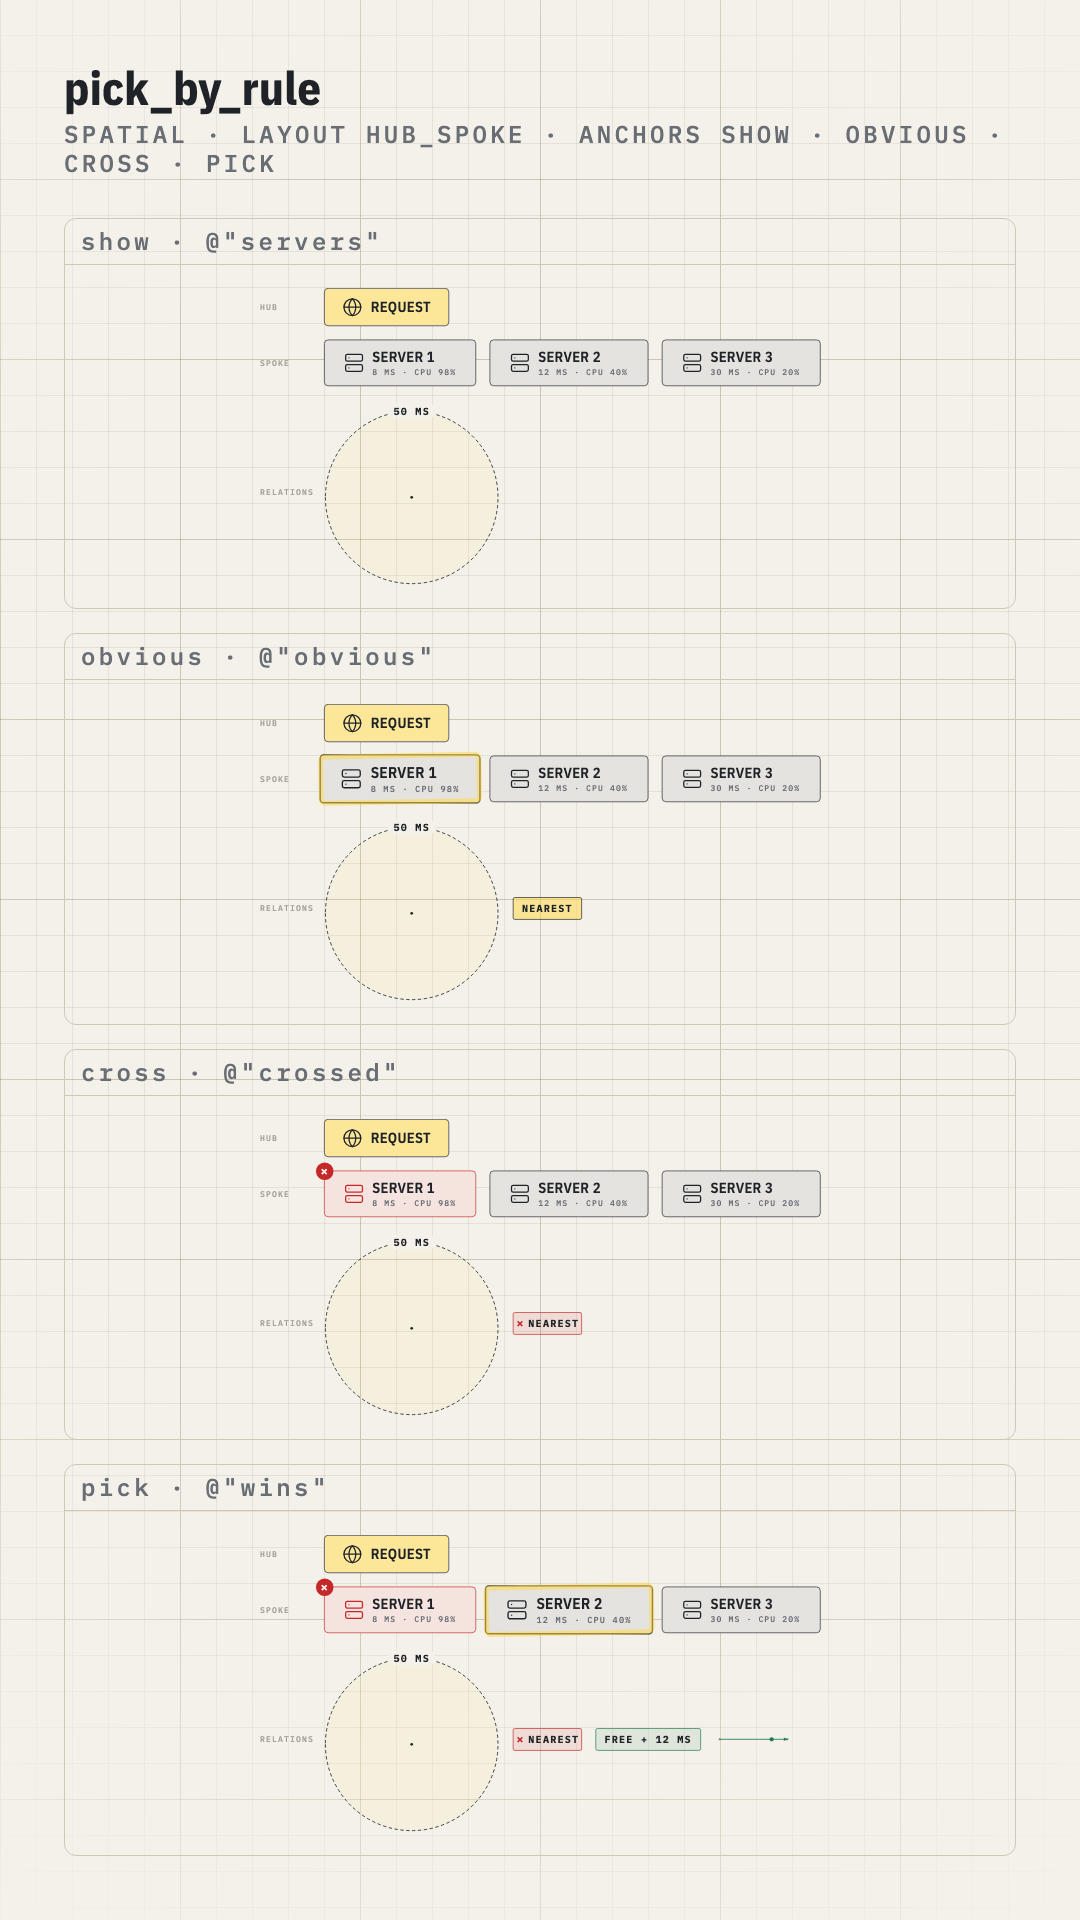 pick_by_rule
SPATIAL · LAYOUT HUB_SPOKE · ANCHORS SHOW · OBVIOUS ·
CROSS · PICK
show · @"servers"
HUB
REQUEST
SPOKE
SERVER 1
8 MS · CPU 98%
SERVER 2
12 MS · CPU 40%
SERVER 3
30 MS · CPU 20%
50 MS
RELATIONS
obvious · @"obvious"
HUB
REQUEST
SPOKE
SERVER 1
8 MS · CPU 98%
SERVER 2
12 MS · CPU 40%
SERVER 3
30 MS · CPU 20%
50 MS
RELATIONS
NEAREST
cross · @"crossed"
HUB
REQUEST
SPOKE
SERVER 1
8 MS · CPU 98%
SERVER 2
12 MS · CPU 40%
SERVER 3
30 MS · CPU 20%
50 MS
RELATIONS
× NEAREST
pick · @"wins"
HUB
REQUEST
SPOKE
SERVER 1
8 MS · CPU 98%
SERVER 2
12 MS · CPU 40%
SERVER 3
30 MS · CPU 20%
50 MS
RELATIONS
× NEAREST
FREE + 12 MS